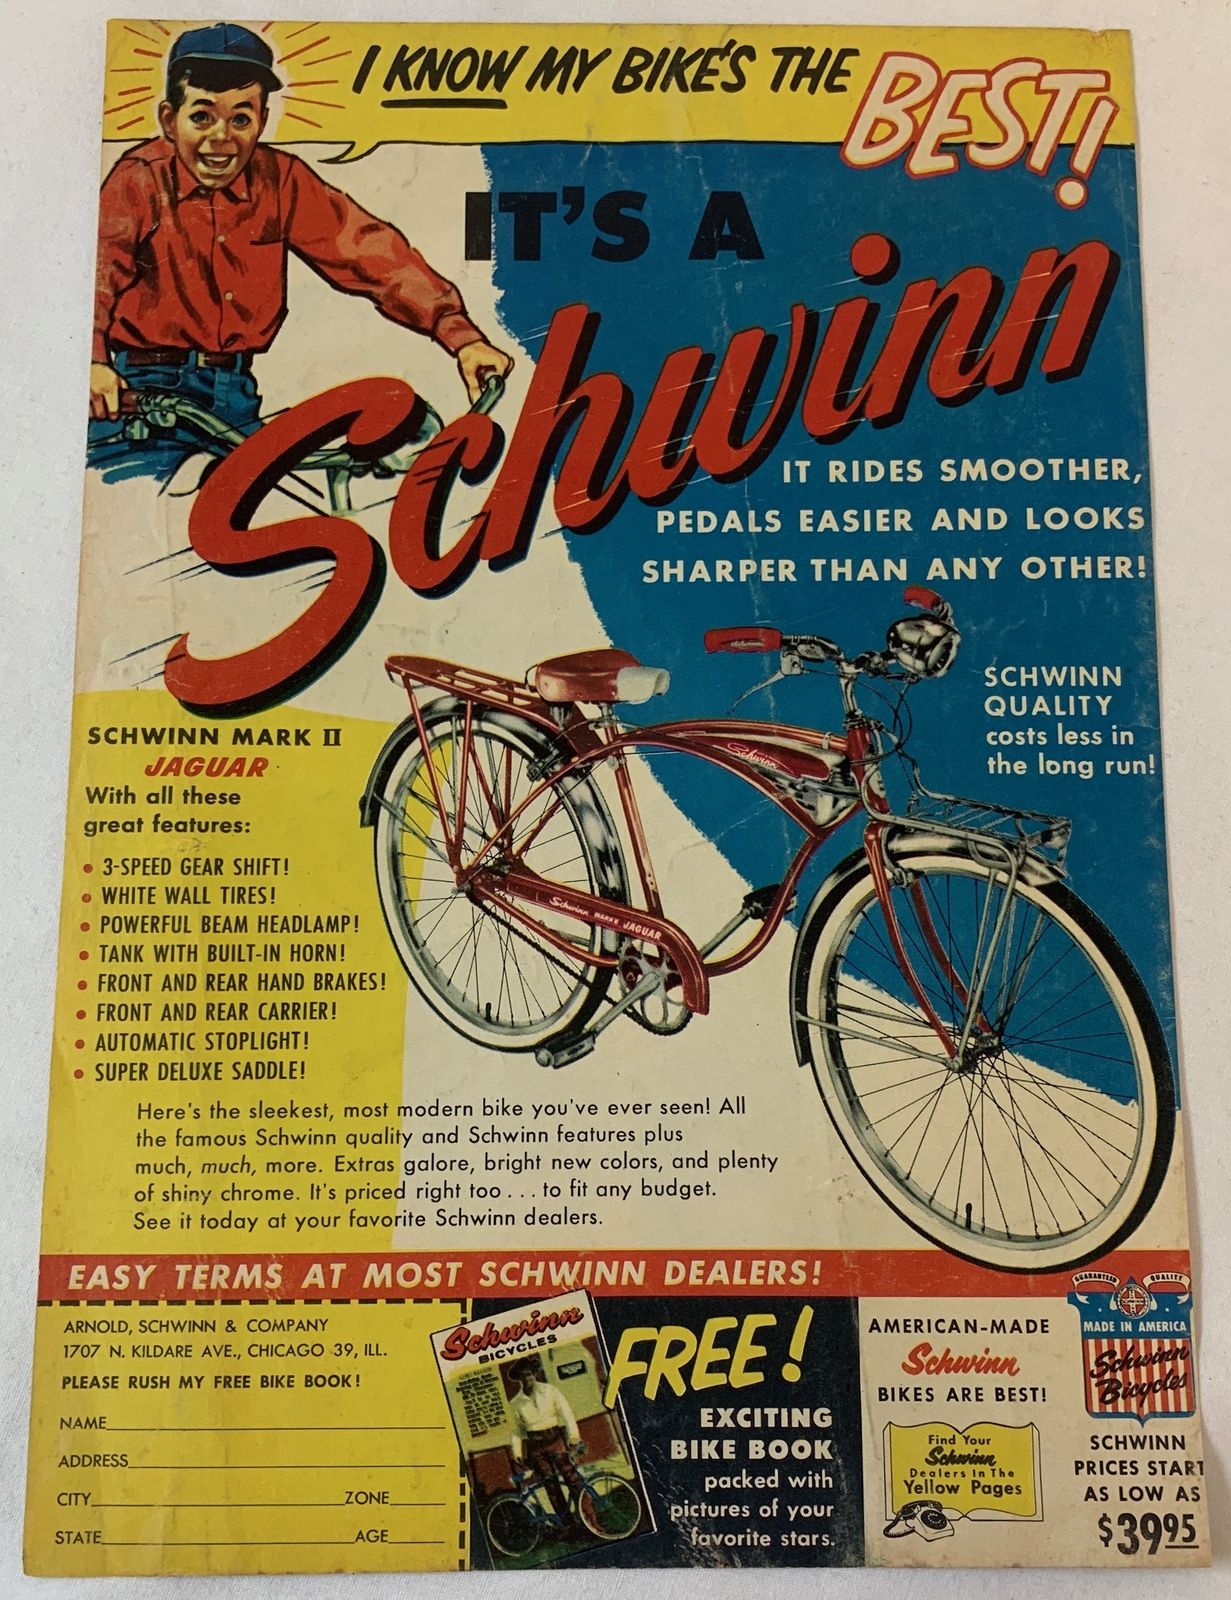 I KNOW MY BIKE'S THE BEST!
IT'S A
Schwinn
IT RIDES SMOOTHER,
PEDALS EASIER AND LOOKS
SHARPER THAN ANY OTHER!
SCHWINN
QUALITY
costs less in
the long run!
SCHWINN MARK II
JAGUAR
With all these
great features:
• 3-SPEED GEAR SHIFT!
• WHITE WALL TIRES!
• POWERFUL BEAM HEADLAMP!
• TANK WITH BUILT-IN HORN!
• FRONT AND REAR HAND BRAKES!
• FRONT AND REAR CARRIER!
• AUTOMATIC STOPLIGHT!
• SUPER DELUXE SADDLE!
Schwinn
Schwinn MARK II JAGUAR
Here's the sleekest, most modern bike you've ever seen! All
the famous Schwinn quality and Schwinn features plus
much, much, more. Extras galore, bright new colors, and plenty
of shiny chrome. It's priced right too . . . to fit any budget.
See it today at your favorite Schwinn dealers.
EASY TERMS AT MOST SCHWINN DEALERS!
ARNOLD, SCHWINN & COMPANY
1707 N. KILDARE AVE., CHICAGO 39, ILL.
PLEASE RUSH MY FREE BIKE BOOK!
NAME
ADDRESS
CITY ZONE
STATE AGE
Schwinn
BICYCLES
FREE!
EXCITING
BIKE BOOK
packed with
pictures of your
favorite stars.
AMERICAN-MADE
Schwinn
BIKES ARE BEST!
Find Your
Schwinn
Dealers In The
Yellow Pages
GUARANTEED QUALITY
MADE IN AMERICA
Schwinn
Bicycles
SCHWINN
PRICES START
AS LOW AS
$39.95